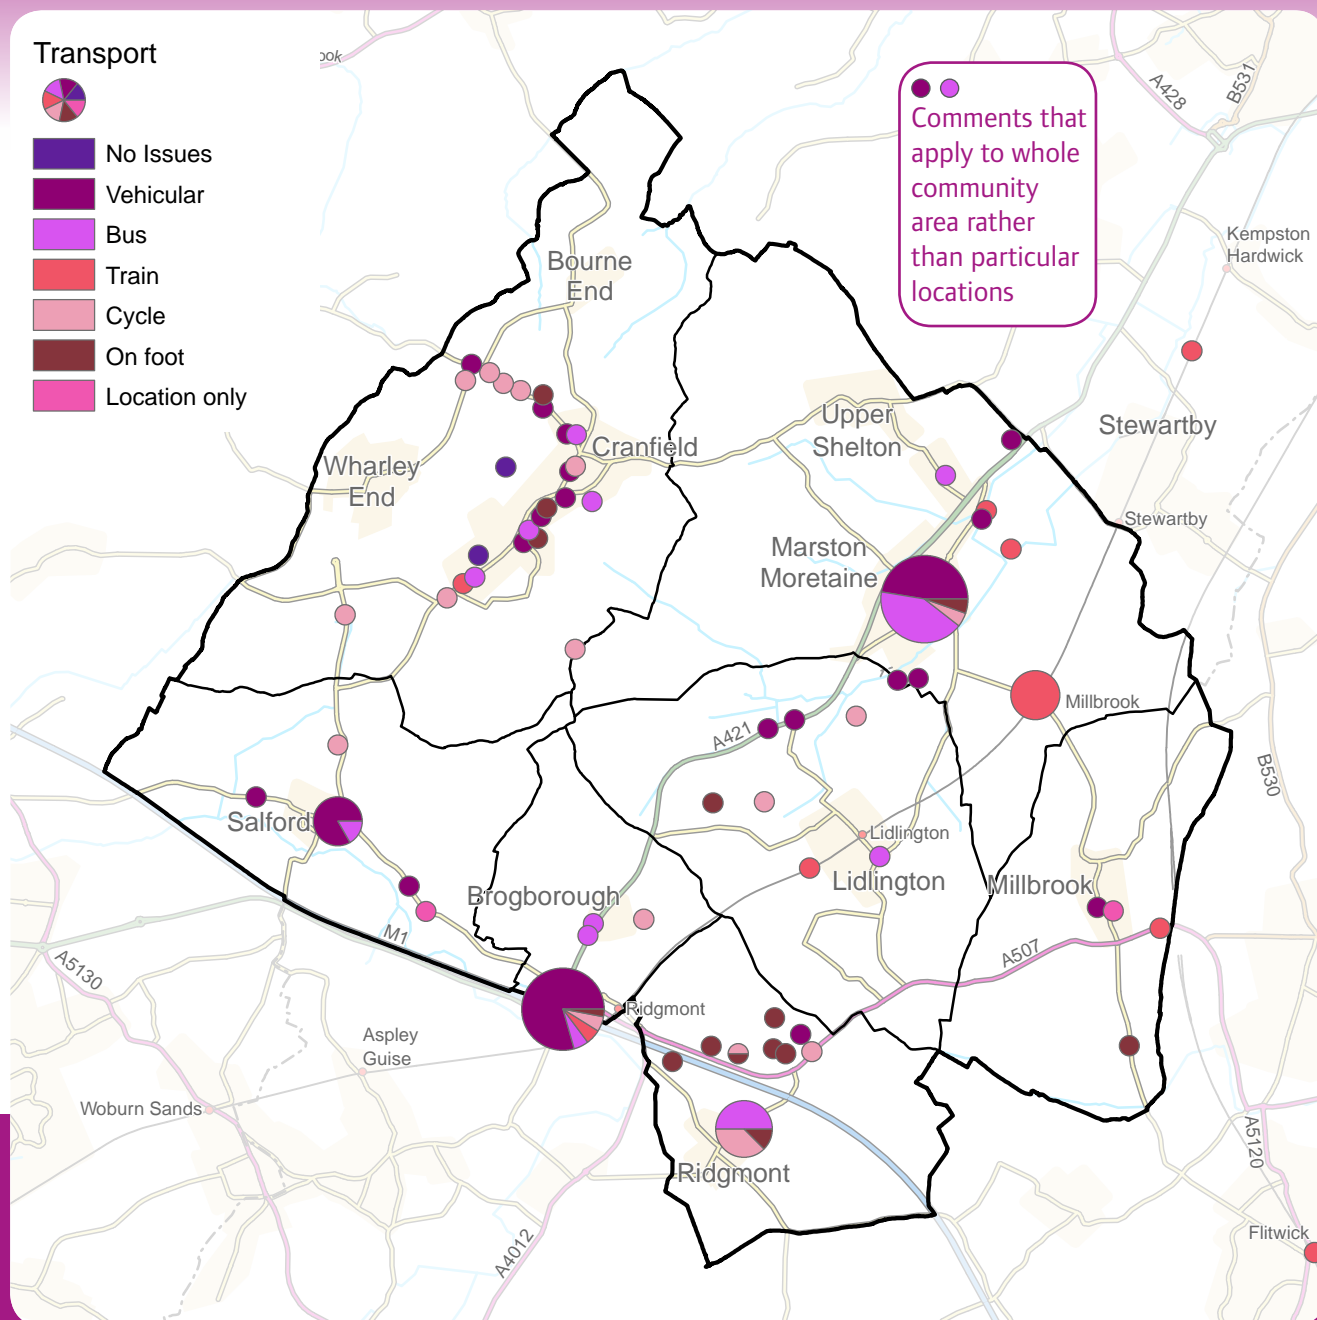 Transport
No Issues
Vehicular
Bus
Train
Cycle
On foot
Location only
Comments that
apply to whole
community
area rather
than particular
locations
A428
B531
Kempston
Hardwick
Bourne
End
Upper
Shelton
Stewartby
Cranfield
Wharley
End
Stewartby
Marston
Moretaine
Millbrook
A421
B530
Salford
Lidlington
Lidlington
Millbrook
Brogborough
M1
A507
A5130
Ridgmont
Aspley
Guise
Woburn Sands
A5120
Ridgmont
A4012
Flitwick